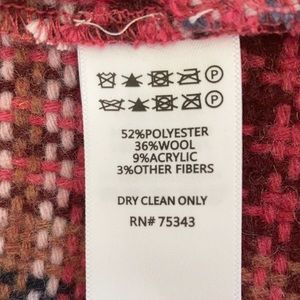 P
P
52%POLYESTER
36%WOOL
9%ACRYLIC
3%OTHER FIBERS
DRY CLEAN ONLY
RN# 75343